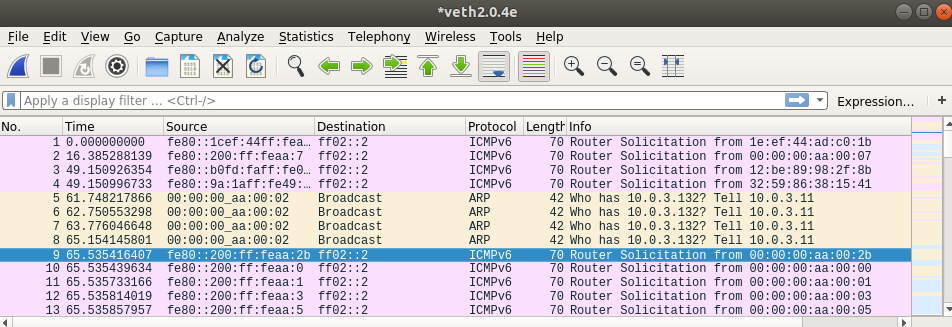 *veth2.0.4e
File Edit View Go Capture Analyze Statistics Telephony Wireless Tools Help
Apply a display filter ... <Ctrl-/> Expression... +
No. Time Source Destination Protocol Length Info
1 0.000000000 fe80::1cef:44ff:fea... ff02::2 ICMPv6 70 Router Solicitation from 1e:ef:44:ad:c0:1b
2 16.385288139 fe80::200:ff:feaa:7 ff02::2 ICMPv6 70 Router Solicitation from 00:00:00:aa:00:07
3 49.150926354 fe80::b0fd:faff:fe0... ff02::2 ICMPv6 70 Router Solicitation from 12:be:89:98:2f:8b
4 49.150996733 fe80::9a:1aff:fe49:... ff02::2 ICMPv6 70 Router Solicitation from 32:59:86:38:15:41
5 61.748217866 00:00:00_aa:00:02 Broadcast ARP 42 Who has 10.0.3.132? Tell 10.0.3.11
6 62.750553298 00:00:00_aa:00:02 Broadcast ARP 42 Who has 10.0.3.132? Tell 10.0.3.11
7 63.776046648 00:00:00_aa:00:02 Broadcast ARP 42 Who has 10.0.3.132? Tell 10.0.3.11
8 65.154145801 00:00:00_aa:00:02 Broadcast ARP 42 Who has 10.0.3.132? Tell 10.0.3.11
9 65.535416407 fe80::200:ff:feaa:2b ff02::2 ICMPv6 70 Router Solicitation from 00:00:00:aa:00:2b
10 65.535439634 fe80::200:ff:feaa:0 ff02::2 ICMPv6 70 Router Solicitation from 00:00:00:aa:00:00
11 65.535733166 fe80::200:ff:feaa:1 ff02::2 ICMPv6 70 Router Solicitation from 00:00:00:aa:00:01
12 65.535814019 fe80::200:ff:feaa:3 ff02::2 ICMPv6 70 Router Solicitation from 00:00:00:aa:00:03
13 65.535857957 fe80::200:ff:feaa:5 ff02::2 ICMPv6 70 Router Solicitation from 00:00:00:aa:00:05